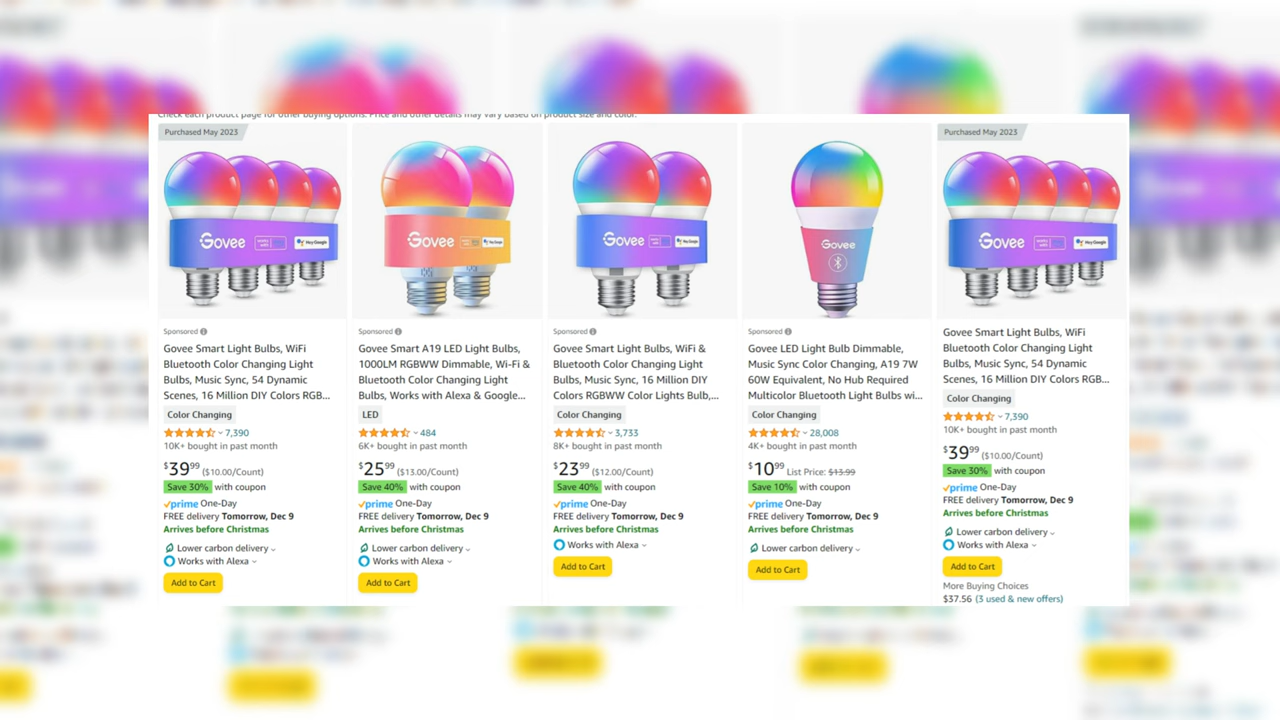 Check each product page for other buying options. Price and other details may vary based on product size and color.
Purchased May 2023
Govee
Hey Google
Sponsored
Govee Smart Light Bulbs, WiFi
Bluetooth Color Changing Light
Bulbs, Music Sync, 54 Dynamic
Scenes, 16 Million DIY Colors RGB...
Color Changing
7,390
10K+ bought in past month
$39.99 ($10.00/Count)
Save 30% with coupon
prime One-Day
FREE delivery Tomorrow, Dec 9
Arrives before Christmas
Lower carbon delivery
Works with Alexa
Add to Cart
Govee
Hey Google
Sponsored
Govee Smart A19 LED Light Bulbs,
1000LM RGBWW Dimmable, Wi-Fi &
Bluetooth Color Changing Light
Bulbs, Works with Alexa & Google...
LED
484
6K+ bought in past month
$25.99 ($13.00/Count)
Save 40% with coupon
prime One-Day
FREE delivery Tomorrow, Dec 9
Arrives before Christmas
Lower carbon delivery
Works with Alexa
Add to Cart
Govee
Hey Google
Sponsored
Govee Smart Light Bulbs, WiFi &
Bluetooth Color Changing Light
Bulbs, Music Sync, 16 Million DIY
Colors RGBWW Color Lights Bulb,...
Color Changing
3,733
8K+ bought in past month
$23.99 ($12.00/Count)
Save 40% with coupon
prime One-Day
FREE delivery Tomorrow, Dec 9
Arrives before Christmas
Works with Alexa
Add to Cart
Govee
Sponsored
Govee LED Light Bulb Dimmable,
Music Sync Color Changing, A19 7W
60W Equivalent, No Hub Required
Multicolor Bluetooth Light Bulbs wi...
Color Changing
28,008
4K+ bought in past month
$10.99 List Price: $13.99
Save 10% with coupon
prime One-Day
FREE delivery Tomorrow, Dec 9
Arrives before Christmas
Lower carbon delivery
Add to Cart
Purchased May 2023
Govee
Hey Google
Govee Smart Light Bulbs, WiFi
Bluetooth Color Changing Light
Bulbs, Music Sync, 54 Dynamic
Scenes, 16 Million DIY Colors RGB...
Color Changing
7,390
10K+ bought in past month
$39.99 ($10.00/Count)
Save 30% with coupon
prime One-Day
FREE delivery Tomorrow, Dec 9
Arrives before Christmas
Lower carbon delivery
Works with Alexa
Add to Cart
More Buying Choices
$37.56 (3 used & new offers)